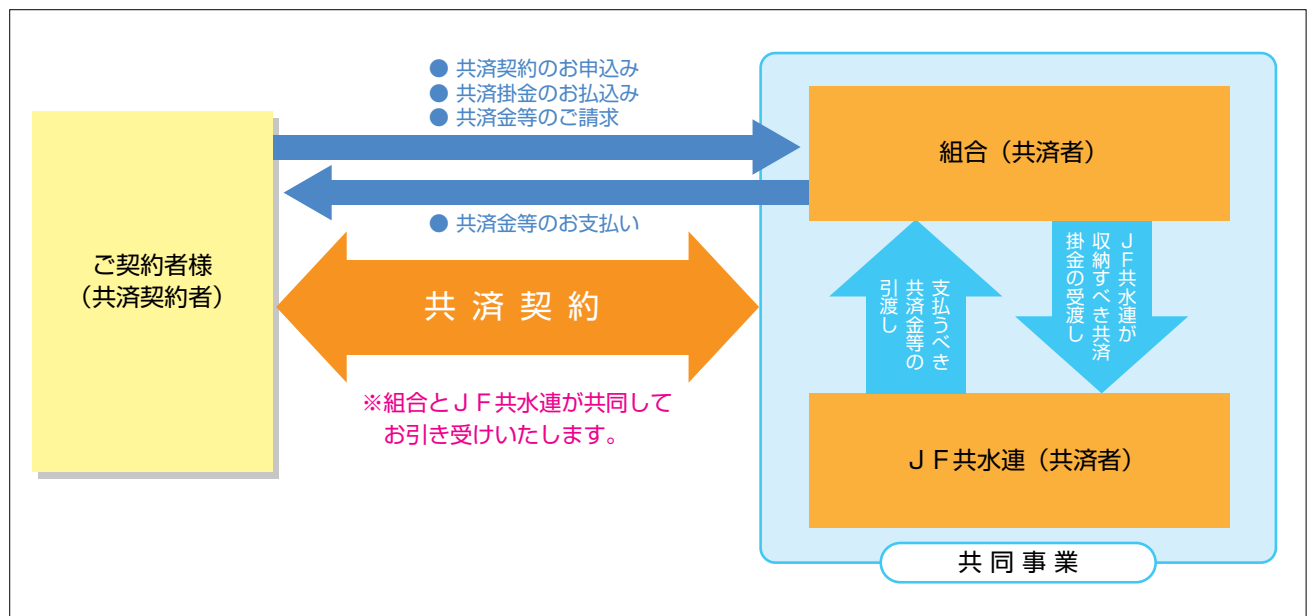 ● 共済契約のお申込み
● 共済掛金のお払込み
● 共済金等のご請求
● 共済金等のお支払い
ご契約者様
（共済契約者）
共済契約
※組合とＪＦ共水連が共同して
お引き受けいたします。
組合（共済者）
支払うべき
共済金等の
引渡し
ＪＦ共水連が
収納すべき共済
掛金の受渡し
ＪＦ共水連（共済者）
共同事業